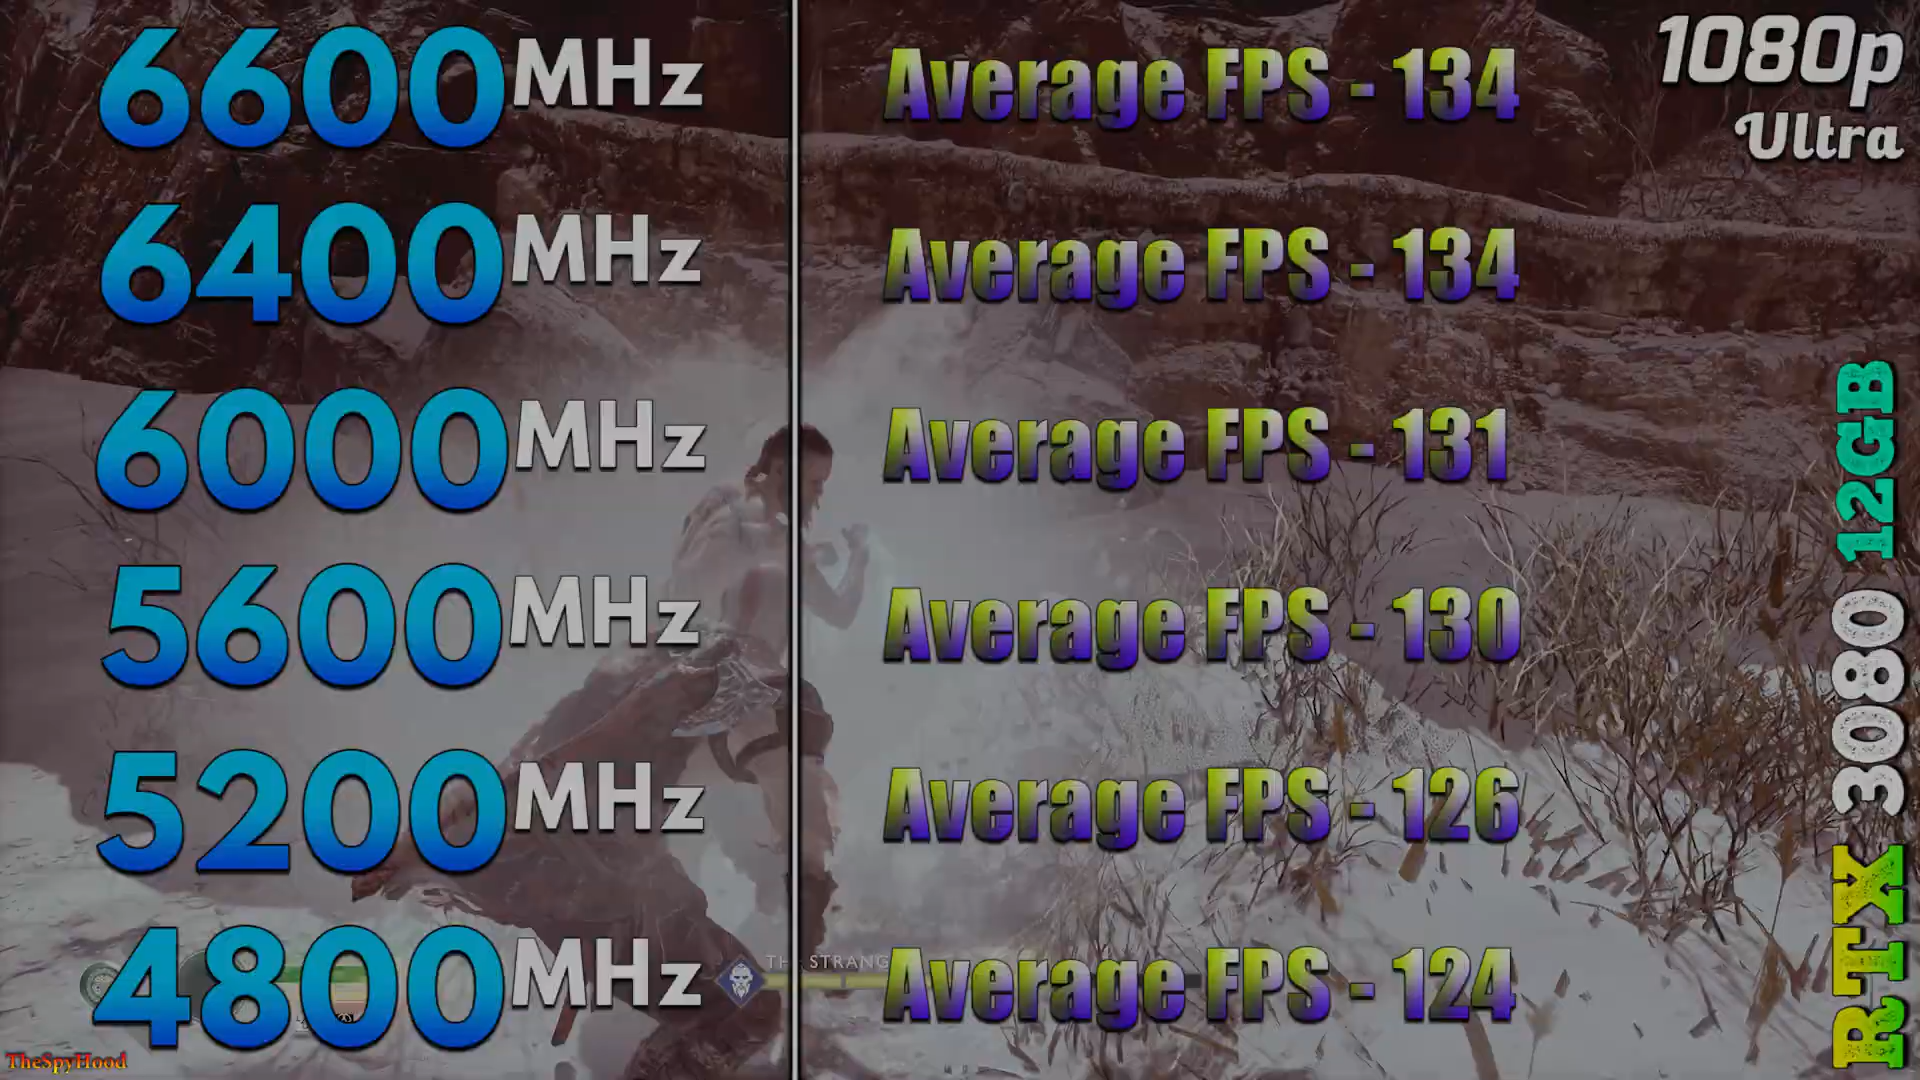 6600MHz Average FPS - 134
1080p
Ultra
6400MHz Average FPS - 134
6000MHz Average FPS - 131
5600MHz Average FPS - 130
5200MHz Average FPS - 126
4800MHz Average FPS - 124
RTX 3080 12GB
STRANG
TheSpyHood